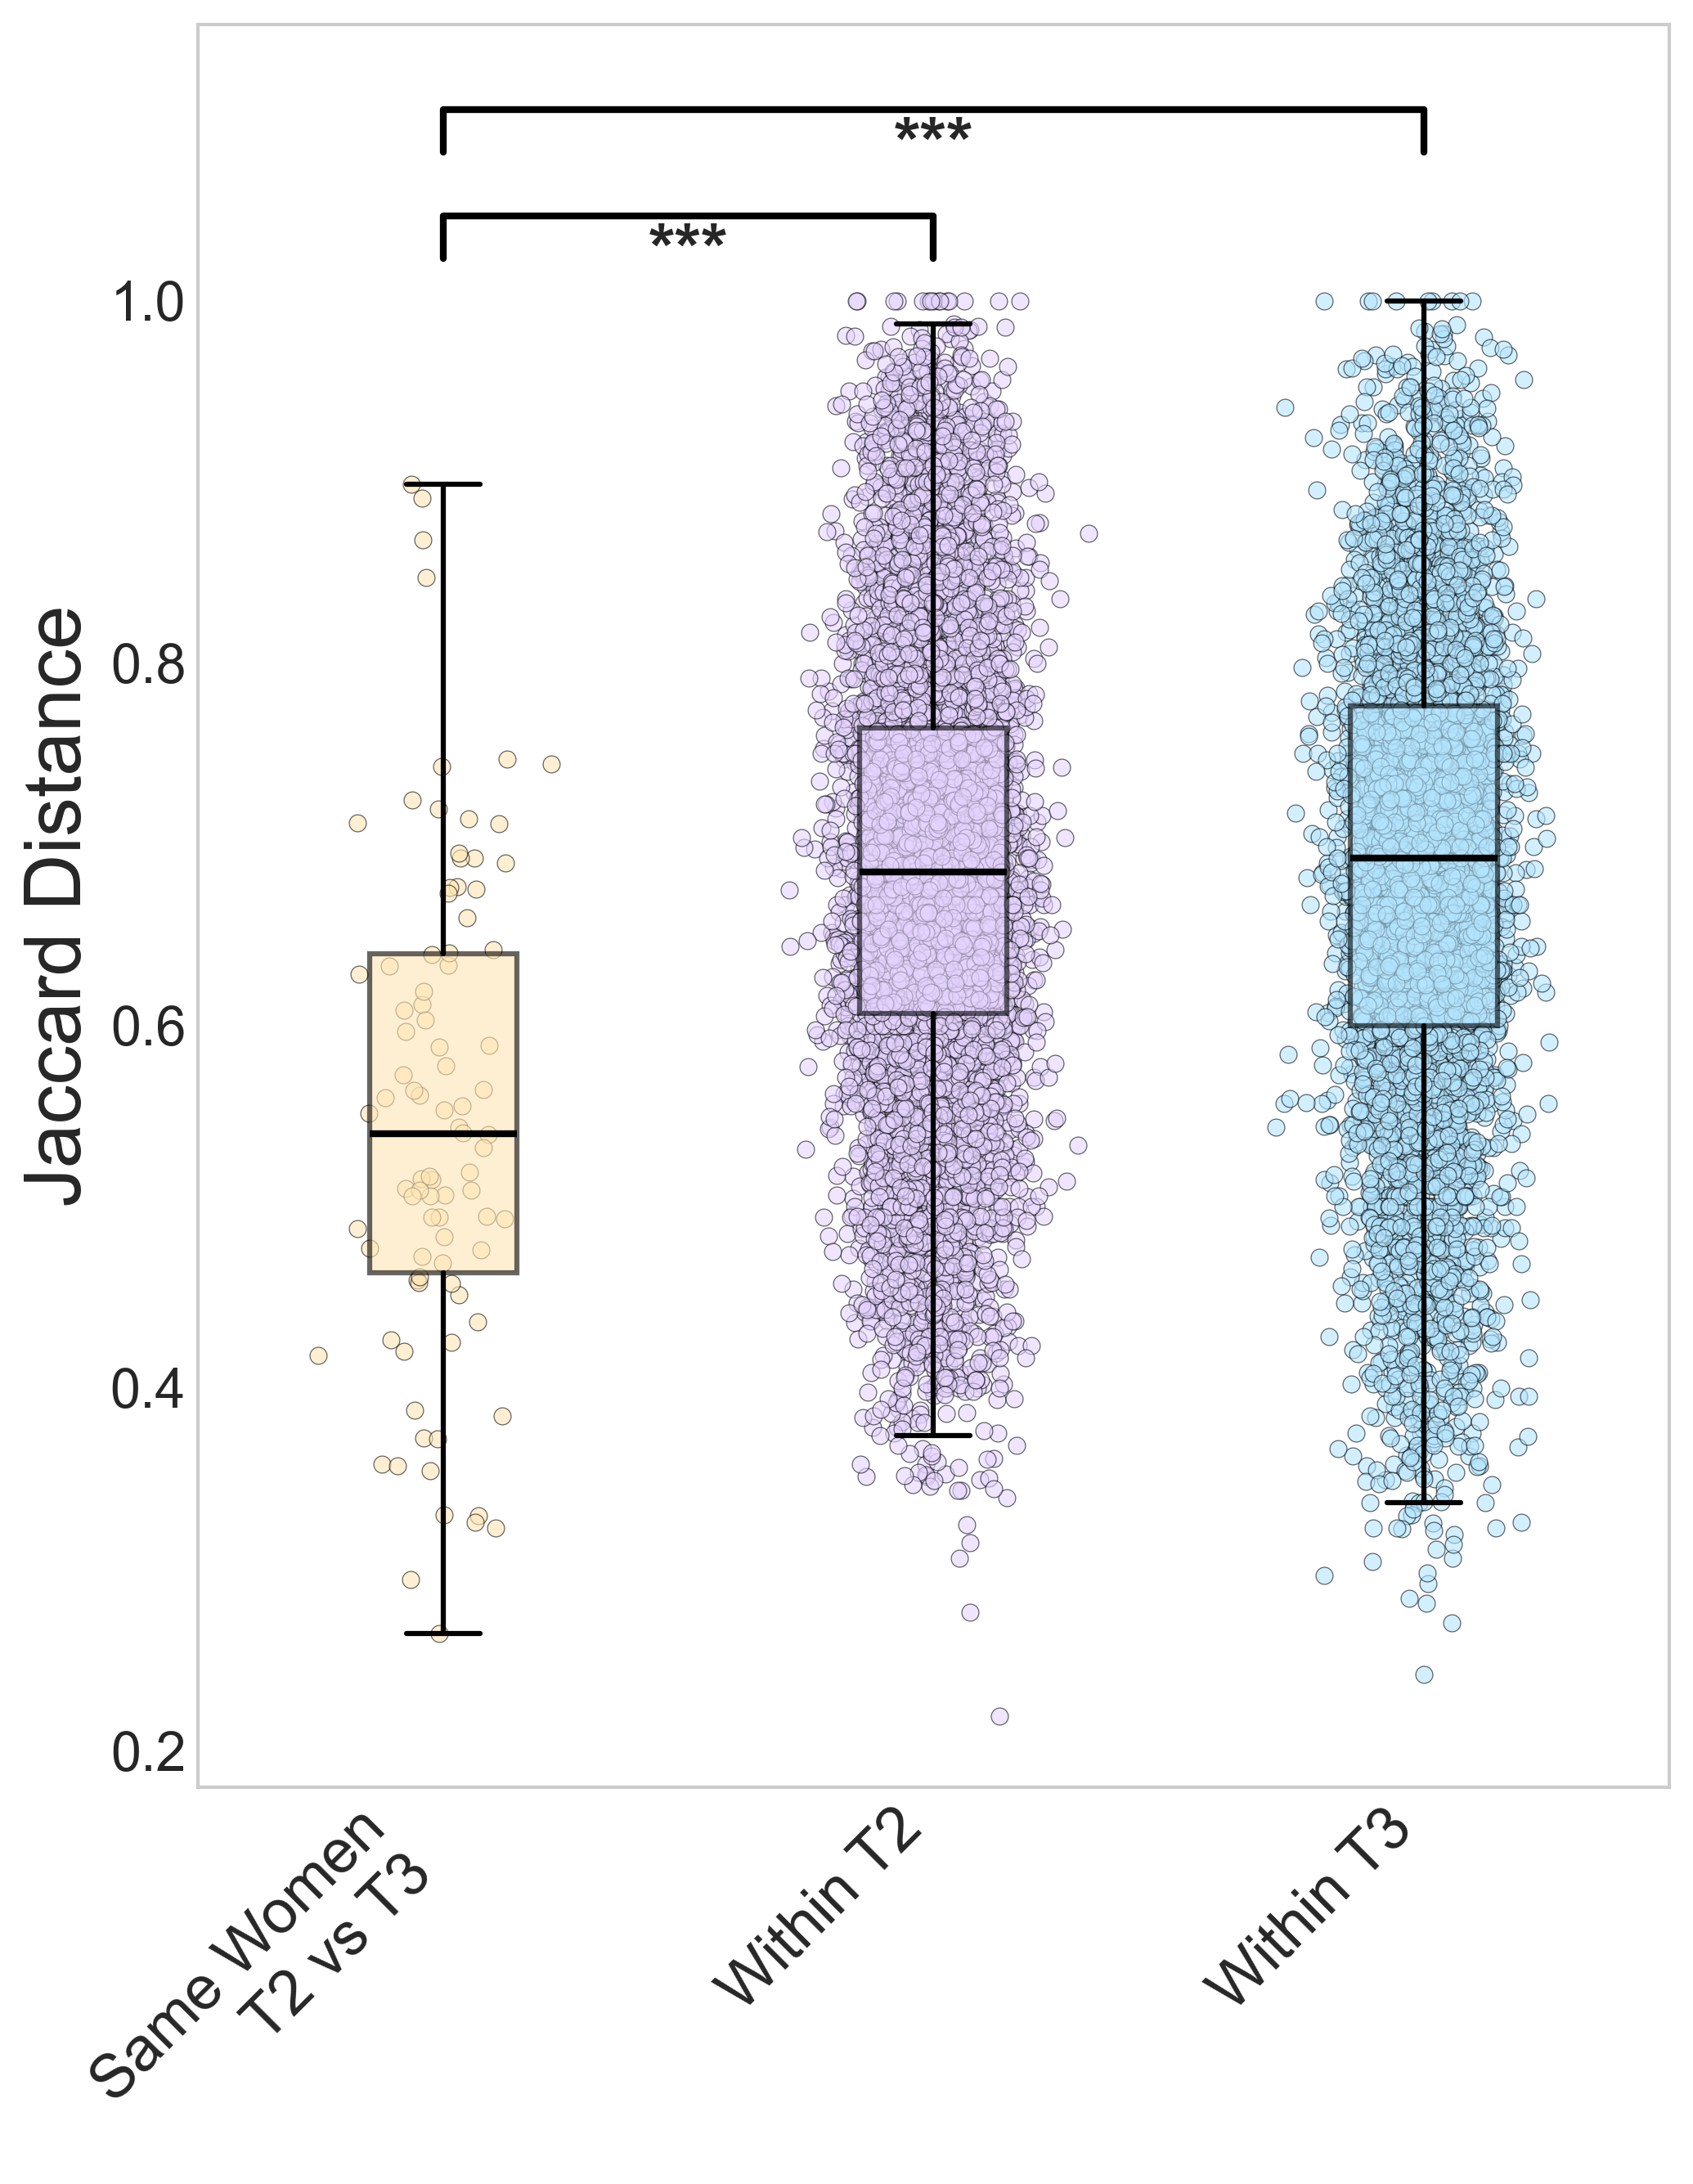 ***
***
1.0
0.8
0.6
0.4
0.2
Jaccard Distance
Same Women
T2 vs T3
Within T2
Within T3